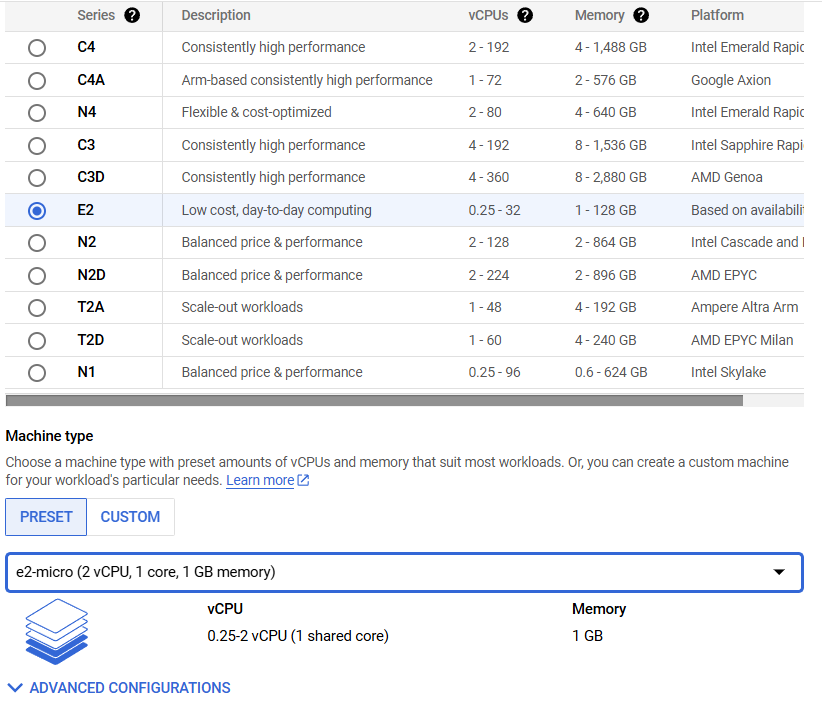 Series ? Description vCPUs ? Memory ? Platform
C4 Consistently high performance 2 - 192 4 - 1,488 GB Intel Emerald Rapid
C4A Arm-based consistently high performance 1 - 72 2 - 576 GB Google Axion
N4 Flexible & cost-optimized 2 - 80 4 - 640 GB Intel Emerald Rapid
C3 Consistently high performance 4 - 192 8 - 1,536 GB Intel Sapphire Rapi
C3D Consistently high performance 4 - 360 8 - 2,880 GB AMD Genoa
E2 Low cost, day-to-day computing 0.25 - 32 1 - 128 GB Based on availabilit
N2 Balanced price & performance 2 - 128 2 - 864 GB Intel Cascade and
N2D Balanced price & performance 2 - 224 2 - 896 GB AMD EPYC
T2A Scale-out workloads 1 - 48 4 - 192 GB Ampere Altra Arm
T2D Scale-out workloads 1 - 60 4 - 240 GB AMD EPYC Milan
N1 Balanced price & performance 0.25 - 96 0.6 - 624 GB Intel Skylake
Machine type
Choose a machine type with preset amounts of vCPUs and memory that suit most workloads. Or, you can create a custom machine
for your workload's particular needs. Learn more
PRESET CUSTOM
e2-micro (2 vCPU, 1 core, 1 GB memory)
vCPU Memory
0.25-2 vCPU (1 shared core) 1 GB
ADVANCED CONFIGURATIONS